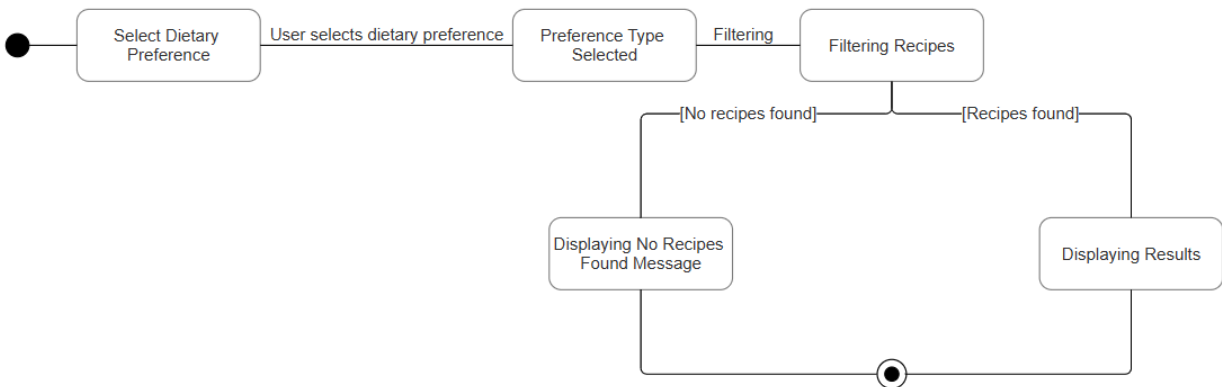 Select Dietary
Preference
User selects dietary preference
Preference Type
Selected
Filtering
Filtering Recipes
[No recipes found]
[Recipes found]
Displaying No Recipes
Found Message
Displaying Results